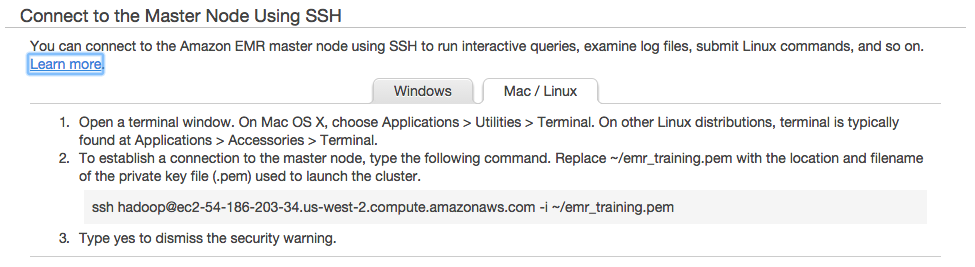 Connect to the Master Node Using SSH
You can connect to the Amazon EMR master node using SSH to run interactive queries, examine log files, submit Linux commands, and so on.
Learn more.
Windows
Mac / Linux
1. Open a terminal window. On Mac OS X, choose Applications > Utilities > Terminal. On other Linux distributions, terminal is typically
found at Applications > Accessories > Terminal.
2. To establish a connection to the master node, type the following command. Replace ~/emr_training.pem with the location and filename
of the private key file (.pem) used to launch the cluster.
ssh hadoop@ec2-54-186-203-34.us-west-2.compute.amazonaws.com -i ~/emr_training.pem
3. Type yes to dismiss the security warning.